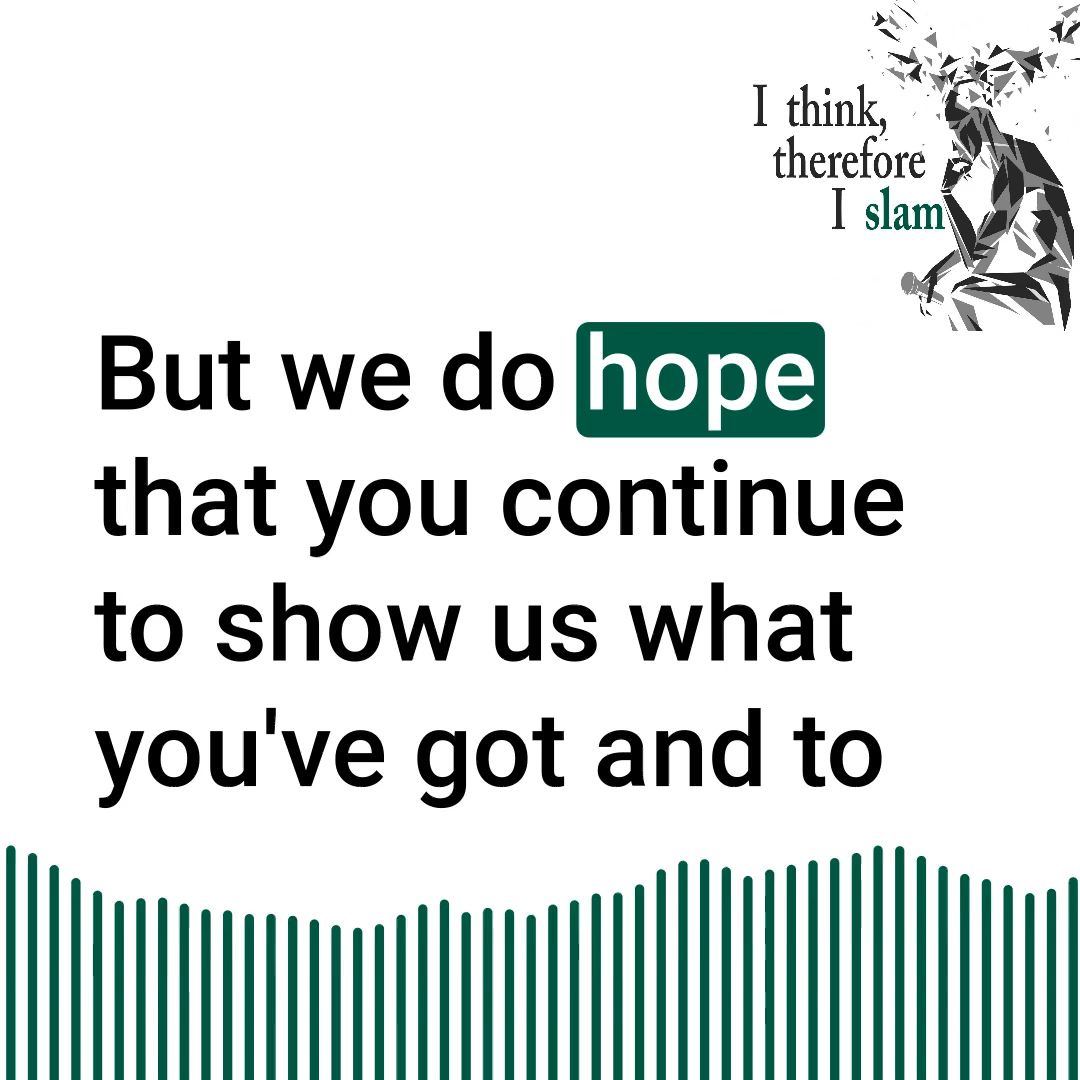 I think,
therefore
I slam
But we do hope
that you continue
to show us what
you've got and to